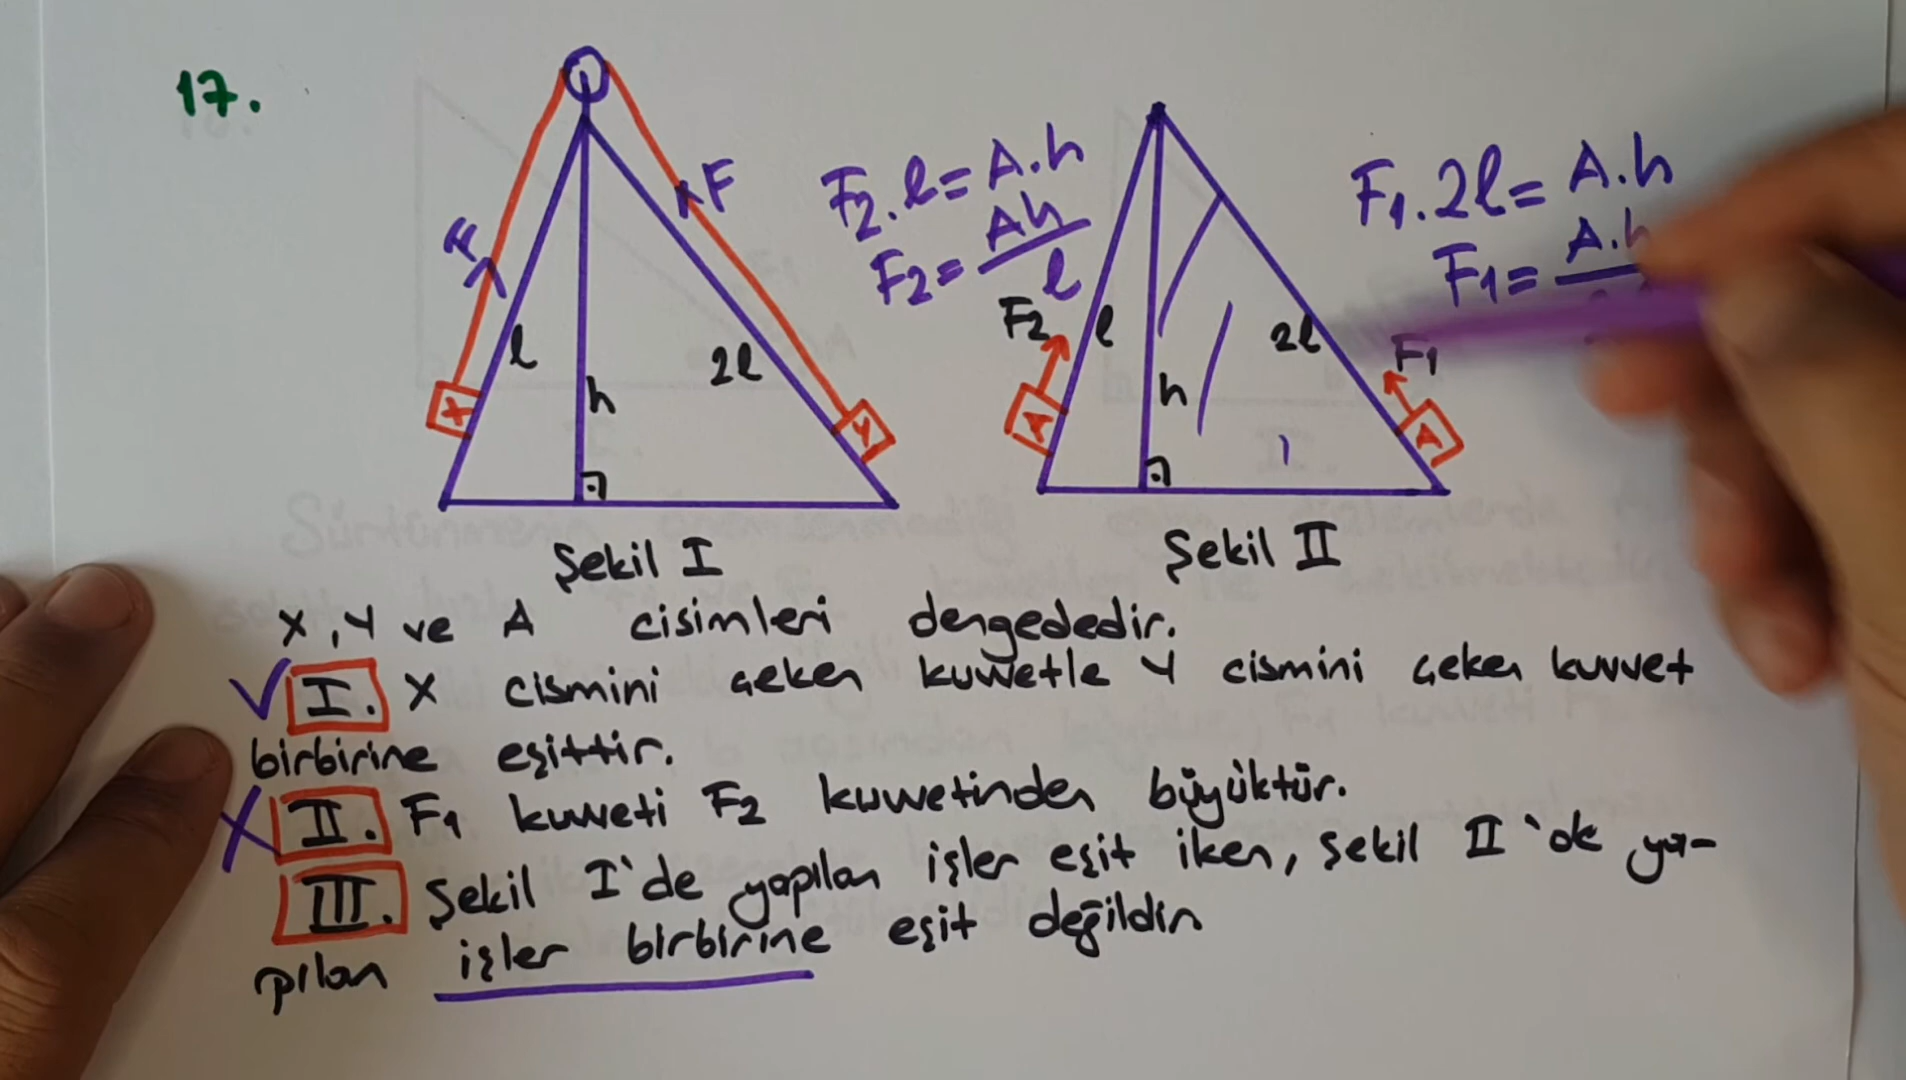 17.
F
F
l
2l
h
X
Y
Şekil I
F2.l=A.h
F2=Ah/l
F2
l
2l
h
F1
A
A
Şekil II
F1.2l=A.h
F1=A.h
X, Y ve A cisimleri dengededir.
I. X cismini çeken kuvvetle Y cismini çeken kuvvet
birbirine eşittir.
II. F1 kuvveti F2 kuvvetinden büyüktür.
III. Şekil I'de yapılan işler eşit iken, şekil II'de ya-
pılan işler birbirine eşit değildir